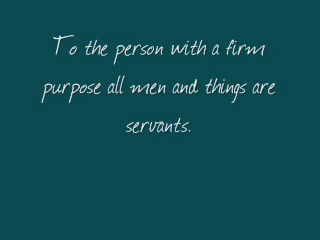 To the person with a firm
purpose all men and things are
servants.